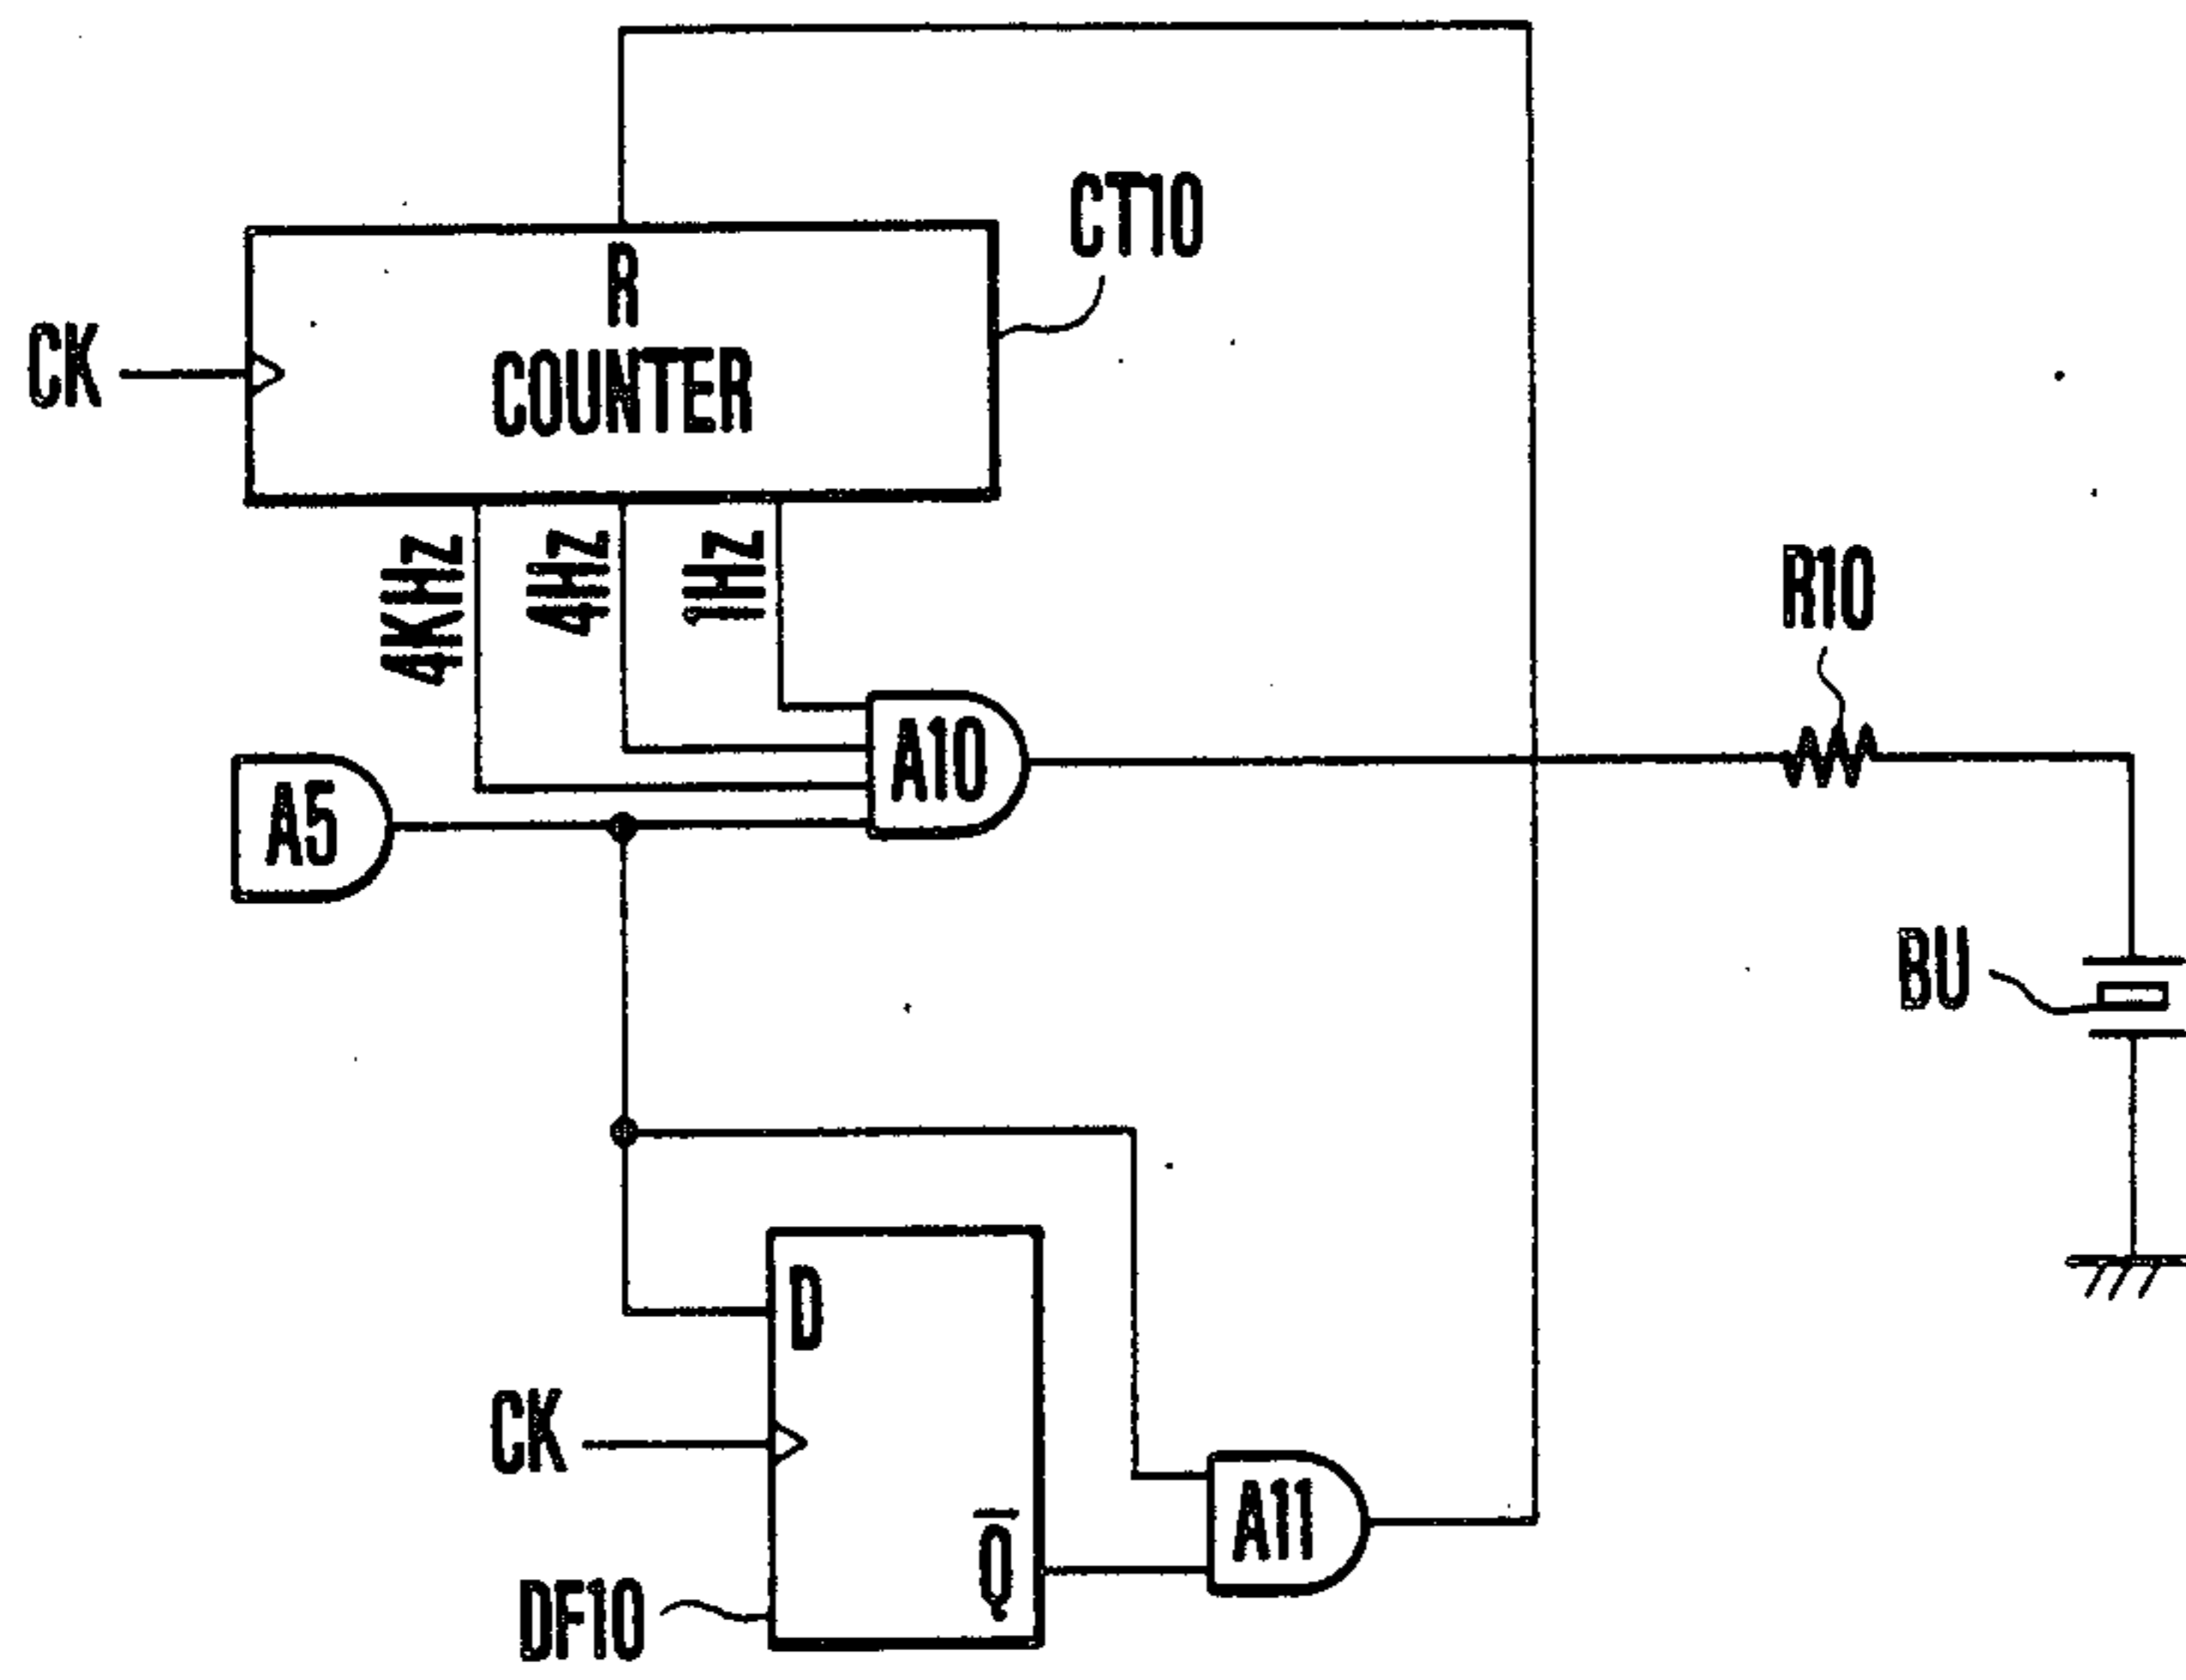 CT10
R
CK
COUNTER
4KHZ
4HZ
1HZ
R10
A10
A5
BU
D
CK
A11
Q̅
DF10